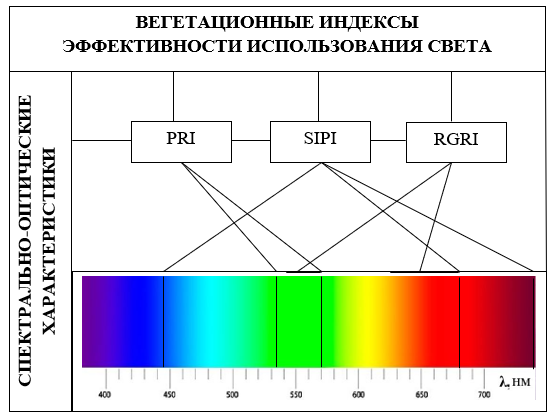 ВЕГЕТАЦИОННЫЕ ИНДЕКСЫ
ЭФФЕКТИВНОСТИ ИСПОЛЬЗОВАНИЯ СВЕТА
СПЕКТРАЛЬНО-ОПТИЧЕСКИЕ
ХАРАКТЕРИСТИКИ
PRI
SIPI
RGRI
λ, НМ
400 450 500 550 600 650 700